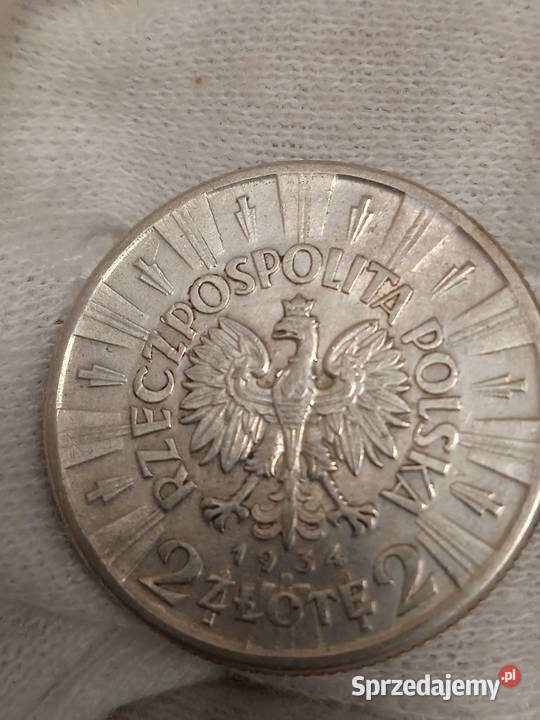 RZECZPOSPOLITA POLSKA
1934
2 ZŁOTE 2
Sprzedajemy.pl